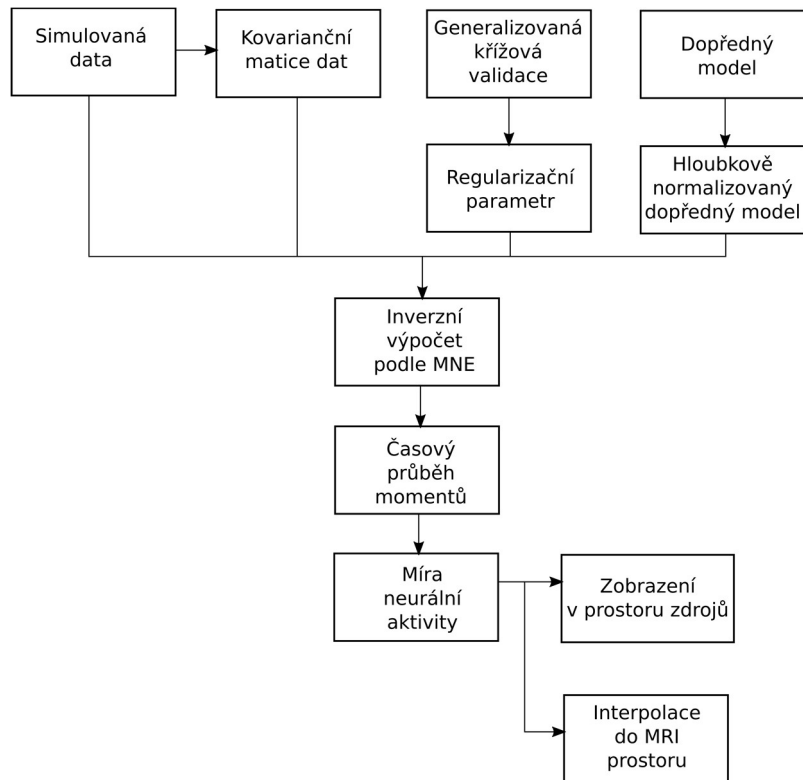 Simulovaná
data
Kovarianční
matice dat
Generalizovaná
křížová
validace
Dopředný
model
Regularizační
parametr
Hloubkově
normalizovaný
dopředný model
Inverzní
výpočet
podle MNE
Časový
průběh
momentů
Míra
neurální
aktivity
Zobrazení
v prostoru zdrojů
Interpolace
do MRI
prostoru